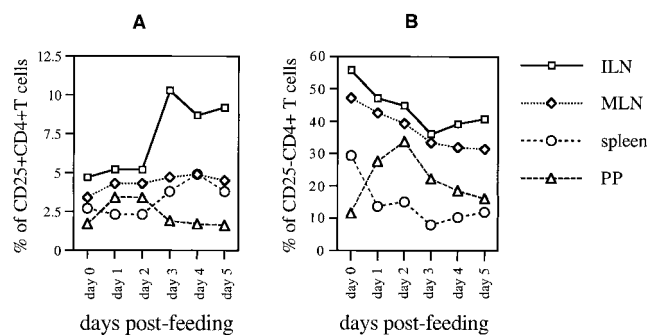 A
B
% of CD25+CD4+T cells
12.5
10
7.5
5
2.5
0
day 0
day 1
day 2
day 3
day 4
day 5
days post-feeding
% of CD25-CD4+ T cells
60
50
40
30
20
10
0
day 0
day 1
day 2
day 3
day 4
day 5
days post-feeding
ILN
MLN
spleen
PP